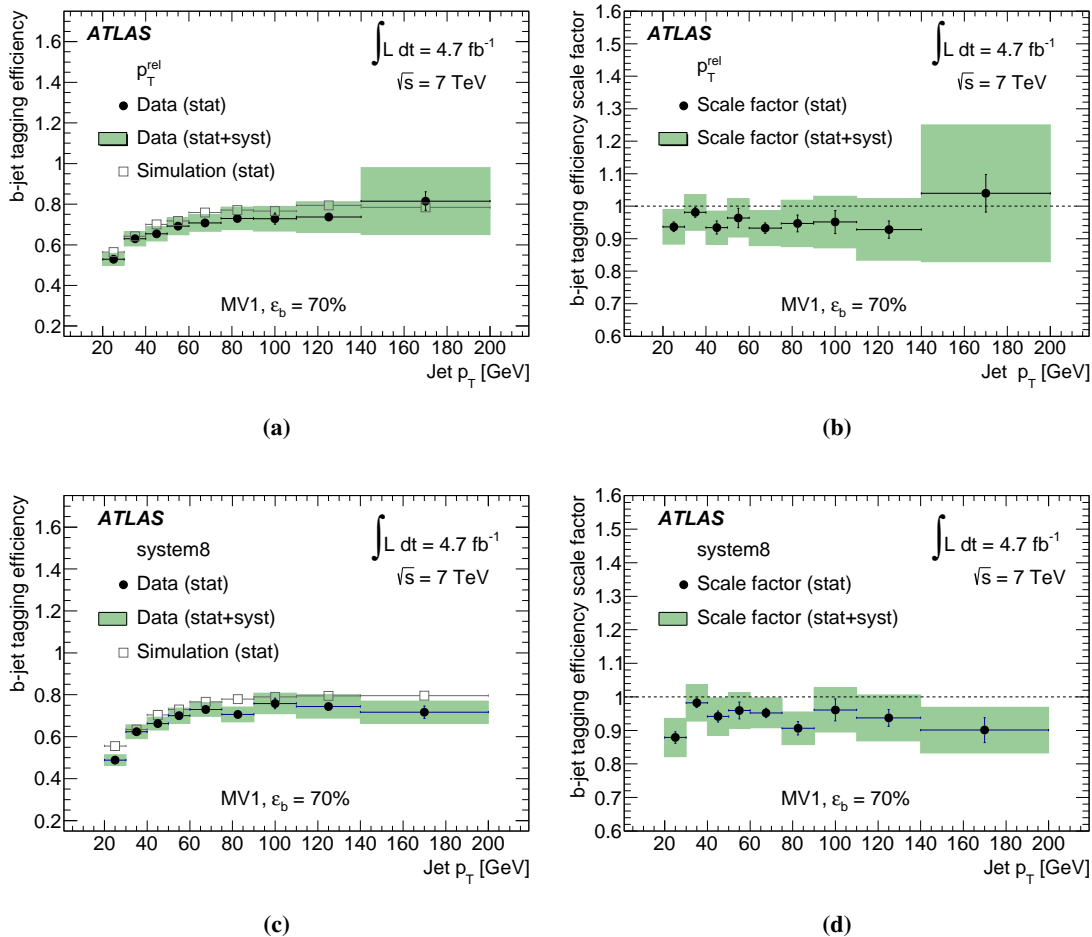 b-jet tagging efficiency
1.6
1.4
1.2
1
0.8
0.6
0.4
0.2
ATLAS
∫ L dt = 4.7 fb⁻¹
p_T^rel
√s = 7 TeV
Data (stat)
Data (stat+syst)
Simulation (stat)
MV1, ε_b = 70%
20 40 60 80 100 120 140 160 180 200
Jet p_T [GeV]
(a)
b-jet tagging efficiency scale factor
1.6
1.5
1.4
1.3
1.2
1.1
1
0.9
0.8
0.7
0.6
ATLAS
∫ L dt = 4.7 fb⁻¹
p_T^rel
√s = 7 TeV
Scale factor (stat)
Scale factor (stat+syst)
MV1, ε_b = 70%
20 40 60 80 100 120 140 160 180 200
Jet p_T [GeV]
(b)
b-jet tagging efficiency
1.6
1.4
1.2
1
0.8
0.6
0.4
0.2
ATLAS
∫ L dt = 4.7 fb⁻¹
system8
√s = 7 TeV
Data (stat)
Data (stat+syst)
Simulation (stat)
MV1, ε_b = 70%
20 40 60 80 100 120 140 160 180 200
Jet p_T [GeV]
(c)
b-jet tagging efficiency scale factor
1.6
1.5
1.4
1.3
1.2
1.1
1
0.9
0.8
0.7
0.6
ATLAS
∫ L dt = 4.7 fb⁻¹
system8
√s = 7 TeV
Scale factor (stat)
Scale factor (stat+syst)
MV1, ε_b = 70%
20 40 60 80 100 120 140 160 180 200
Jet p_T [GeV]
(d)